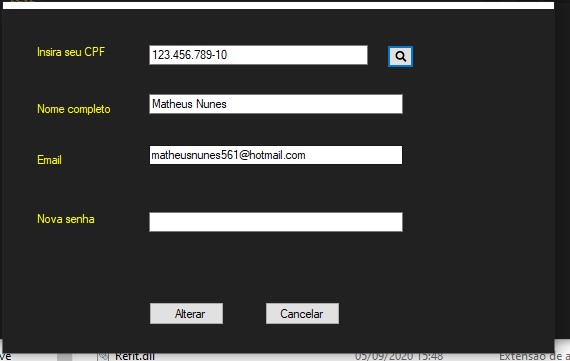 Insira seu CPF 123.456.789-10
Nome completo Matheus Nunes
Email matheusnunes561@hotmail.com
Nova senha
Alterar Cancelar
ve Refit.dll 05/09/2020 15:48 Extensão de a